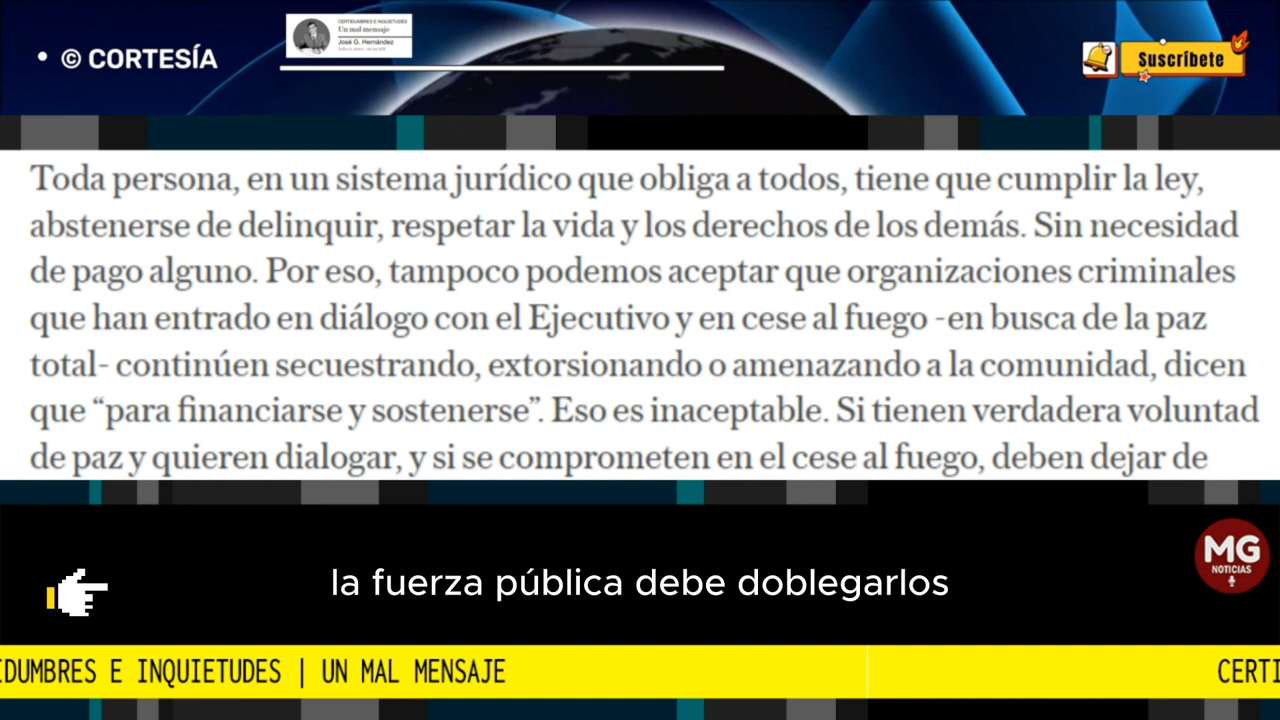 • © CORTESÍA
CERTIDUMBRES E INQUIETUDES
Un mal mensaje
José G. Hernández
Suscríbete
Toda persona, en un sistema jurídico que obliga a todos, tiene que cumplir la ley,
abstenerse de delinquir, respetar la vida y los derechos de los demás. Sin necesidad
de pago alguno. Por eso, tampoco podemos aceptar que organizaciones criminales
que han entrado en diálogo con el Ejecutivo y en cese al fuego -en busca de la paz
total- continúen secuestrando, extorsionando o amenazando a la comunidad, dicen
que “para financiarse y sostenerse”. Eso es inaceptable. Si tienen verdadera voluntad
de paz y quieren dialogar, y si se comprometen en el cese al fuego, deben dejar de
MG
NOTICIAS
la fuerza pública debe doblegarlos
IDUMBRES E INQUIETUDES | UN MAL MENSAJE
CERTI